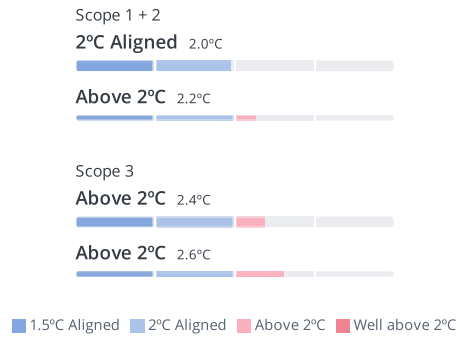 Scope 1 + 2
2ºC Aligned 2.0ºC
Above 2ºC 2.2ºC
Scope 3
Above 2ºC 2.4ºC
Above 2ºC 2.6ºC
1.5ºC Aligned 2ºC Aligned Above 2ºC Well above 2ºC